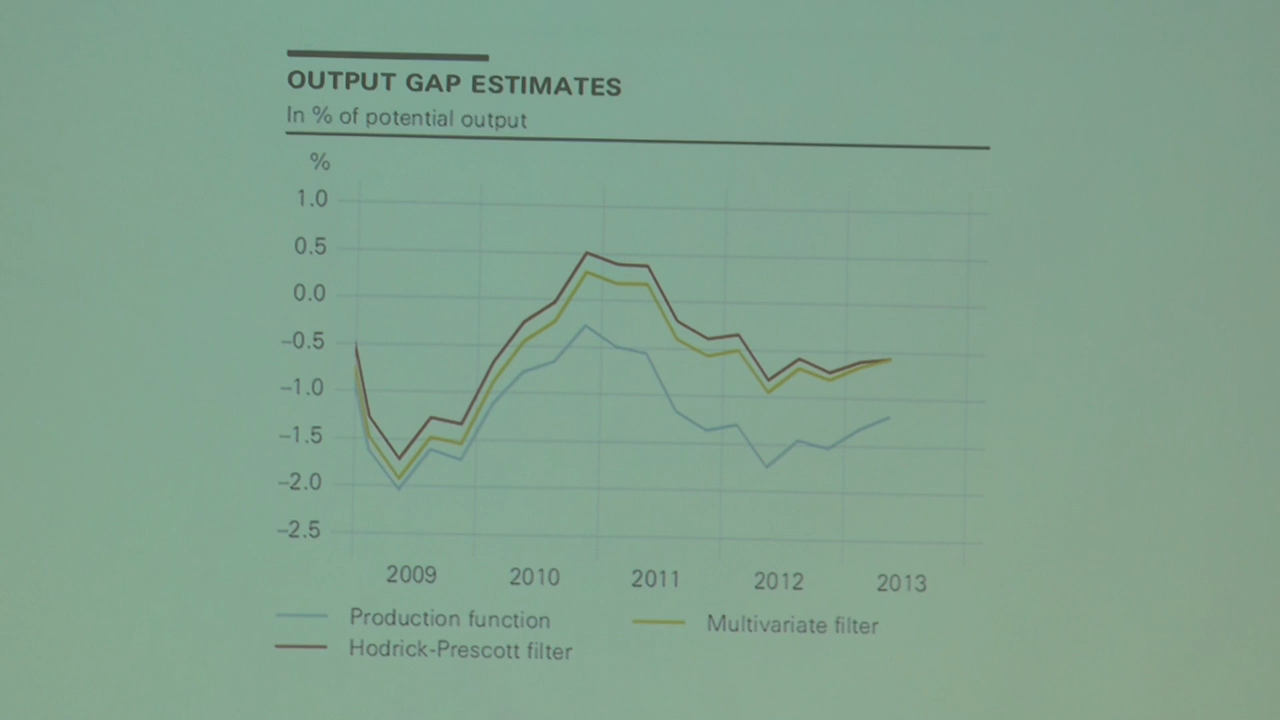 OUTPUT GAP ESTIMATES
In % of potential output
%
1.0
0.5
0.0
–0.5
–1.0
–1.5
–2.0
–2.5
2009 2010 2011 2012 2013
Production function Multivariate filter
Hodrick-Prescott filter